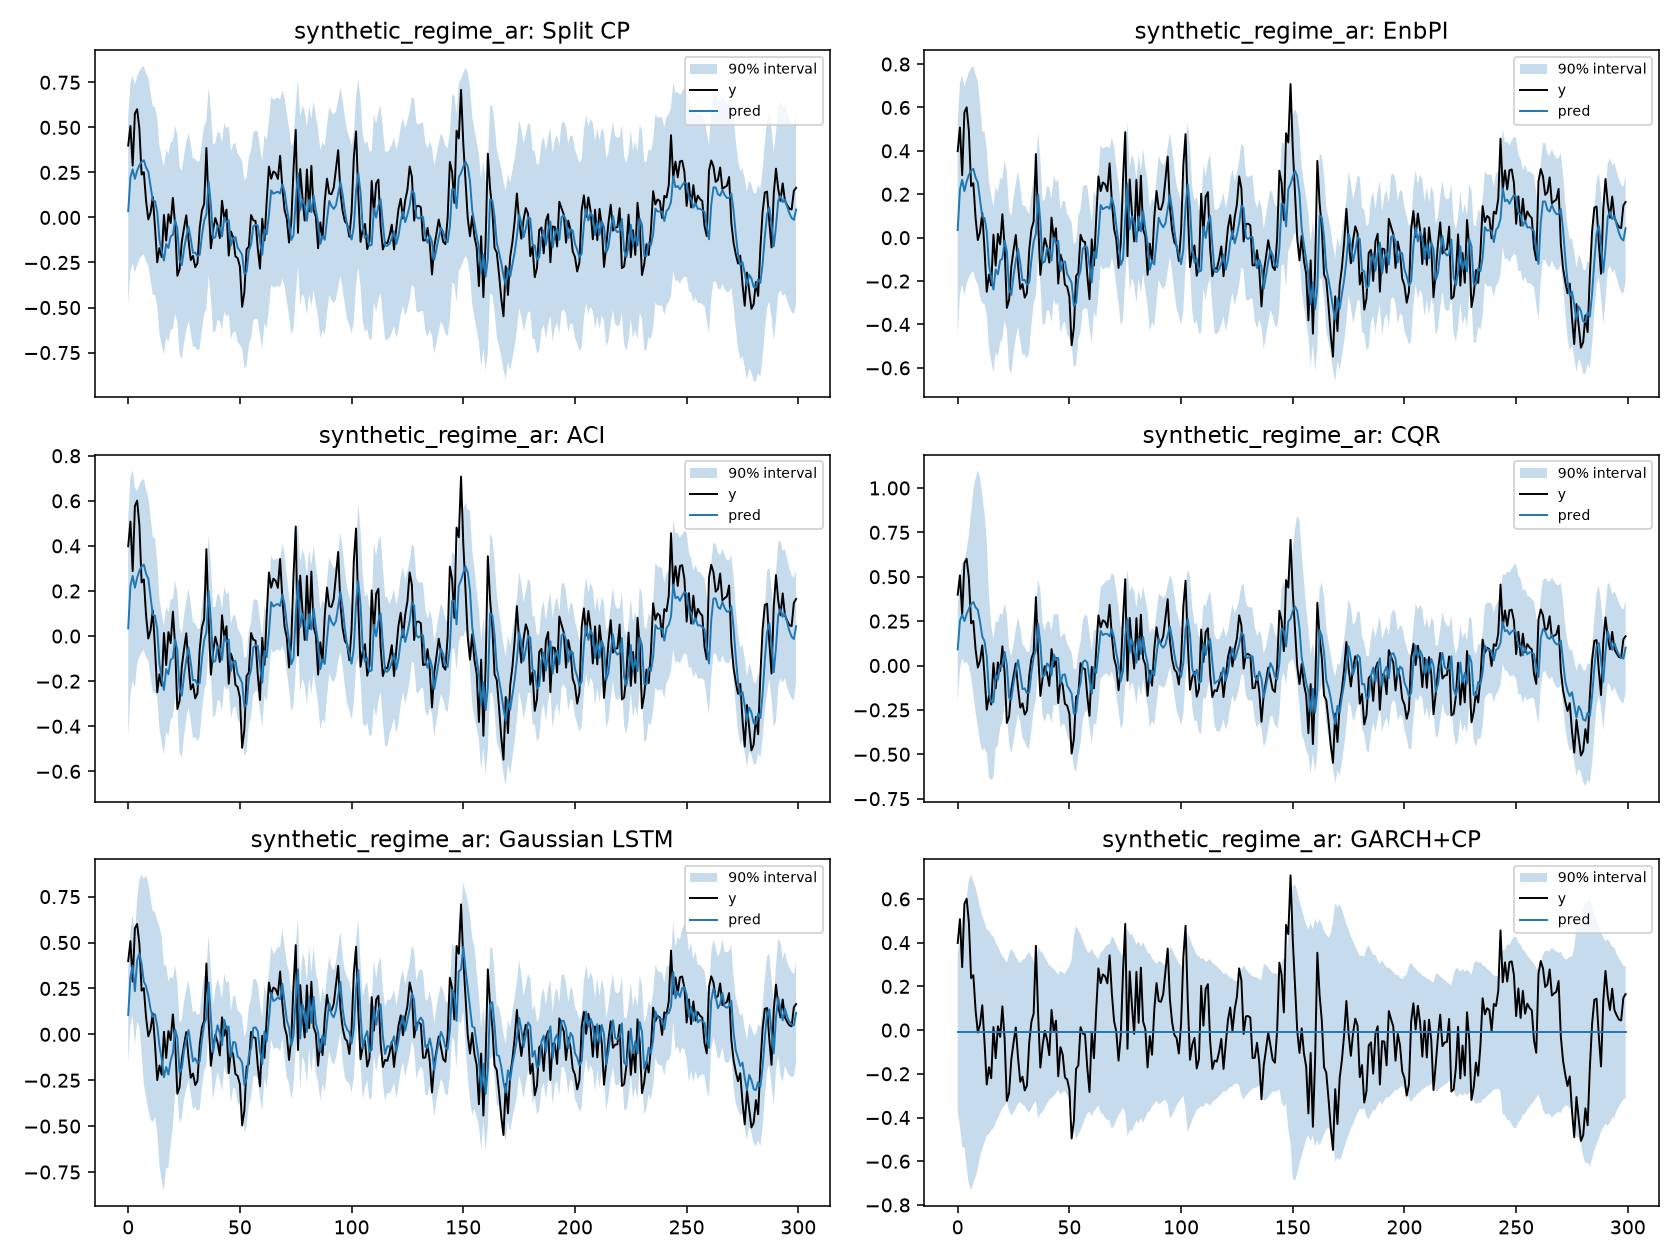 synthetic_regime_ar: Split CP
90% interval
y
pred
0.75
0.50
0.25
0.00
−0.25
−0.50
−0.75
synthetic_regime_ar: EnbPI
90% interval
y
pred
0.8
0.6
0.4
0.2
0.0
−0.2
−0.4
−0.6
synthetic_regime_ar: ACI
90% interval
y
pred
0.8
0.6
0.4
0.2
0.0
−0.2
−0.4
−0.6
synthetic_regime_ar: CQR
90% interval
y
pred
1.00
0.75
0.50
0.25
0.00
−0.25
−0.50
−0.75
synthetic_regime_ar: Gaussian LSTM
90% interval
y
pred
0.75
0.50
0.25
0.00
−0.25
−0.50
−0.75
0 50 100 150 200 250 300
synthetic_regime_ar: GARCH+CP
90% interval
y
pred
0.6
0.4
0.2
0.0
−0.2
−0.4
−0.6
−0.8
0 50 100 150 200 250 300